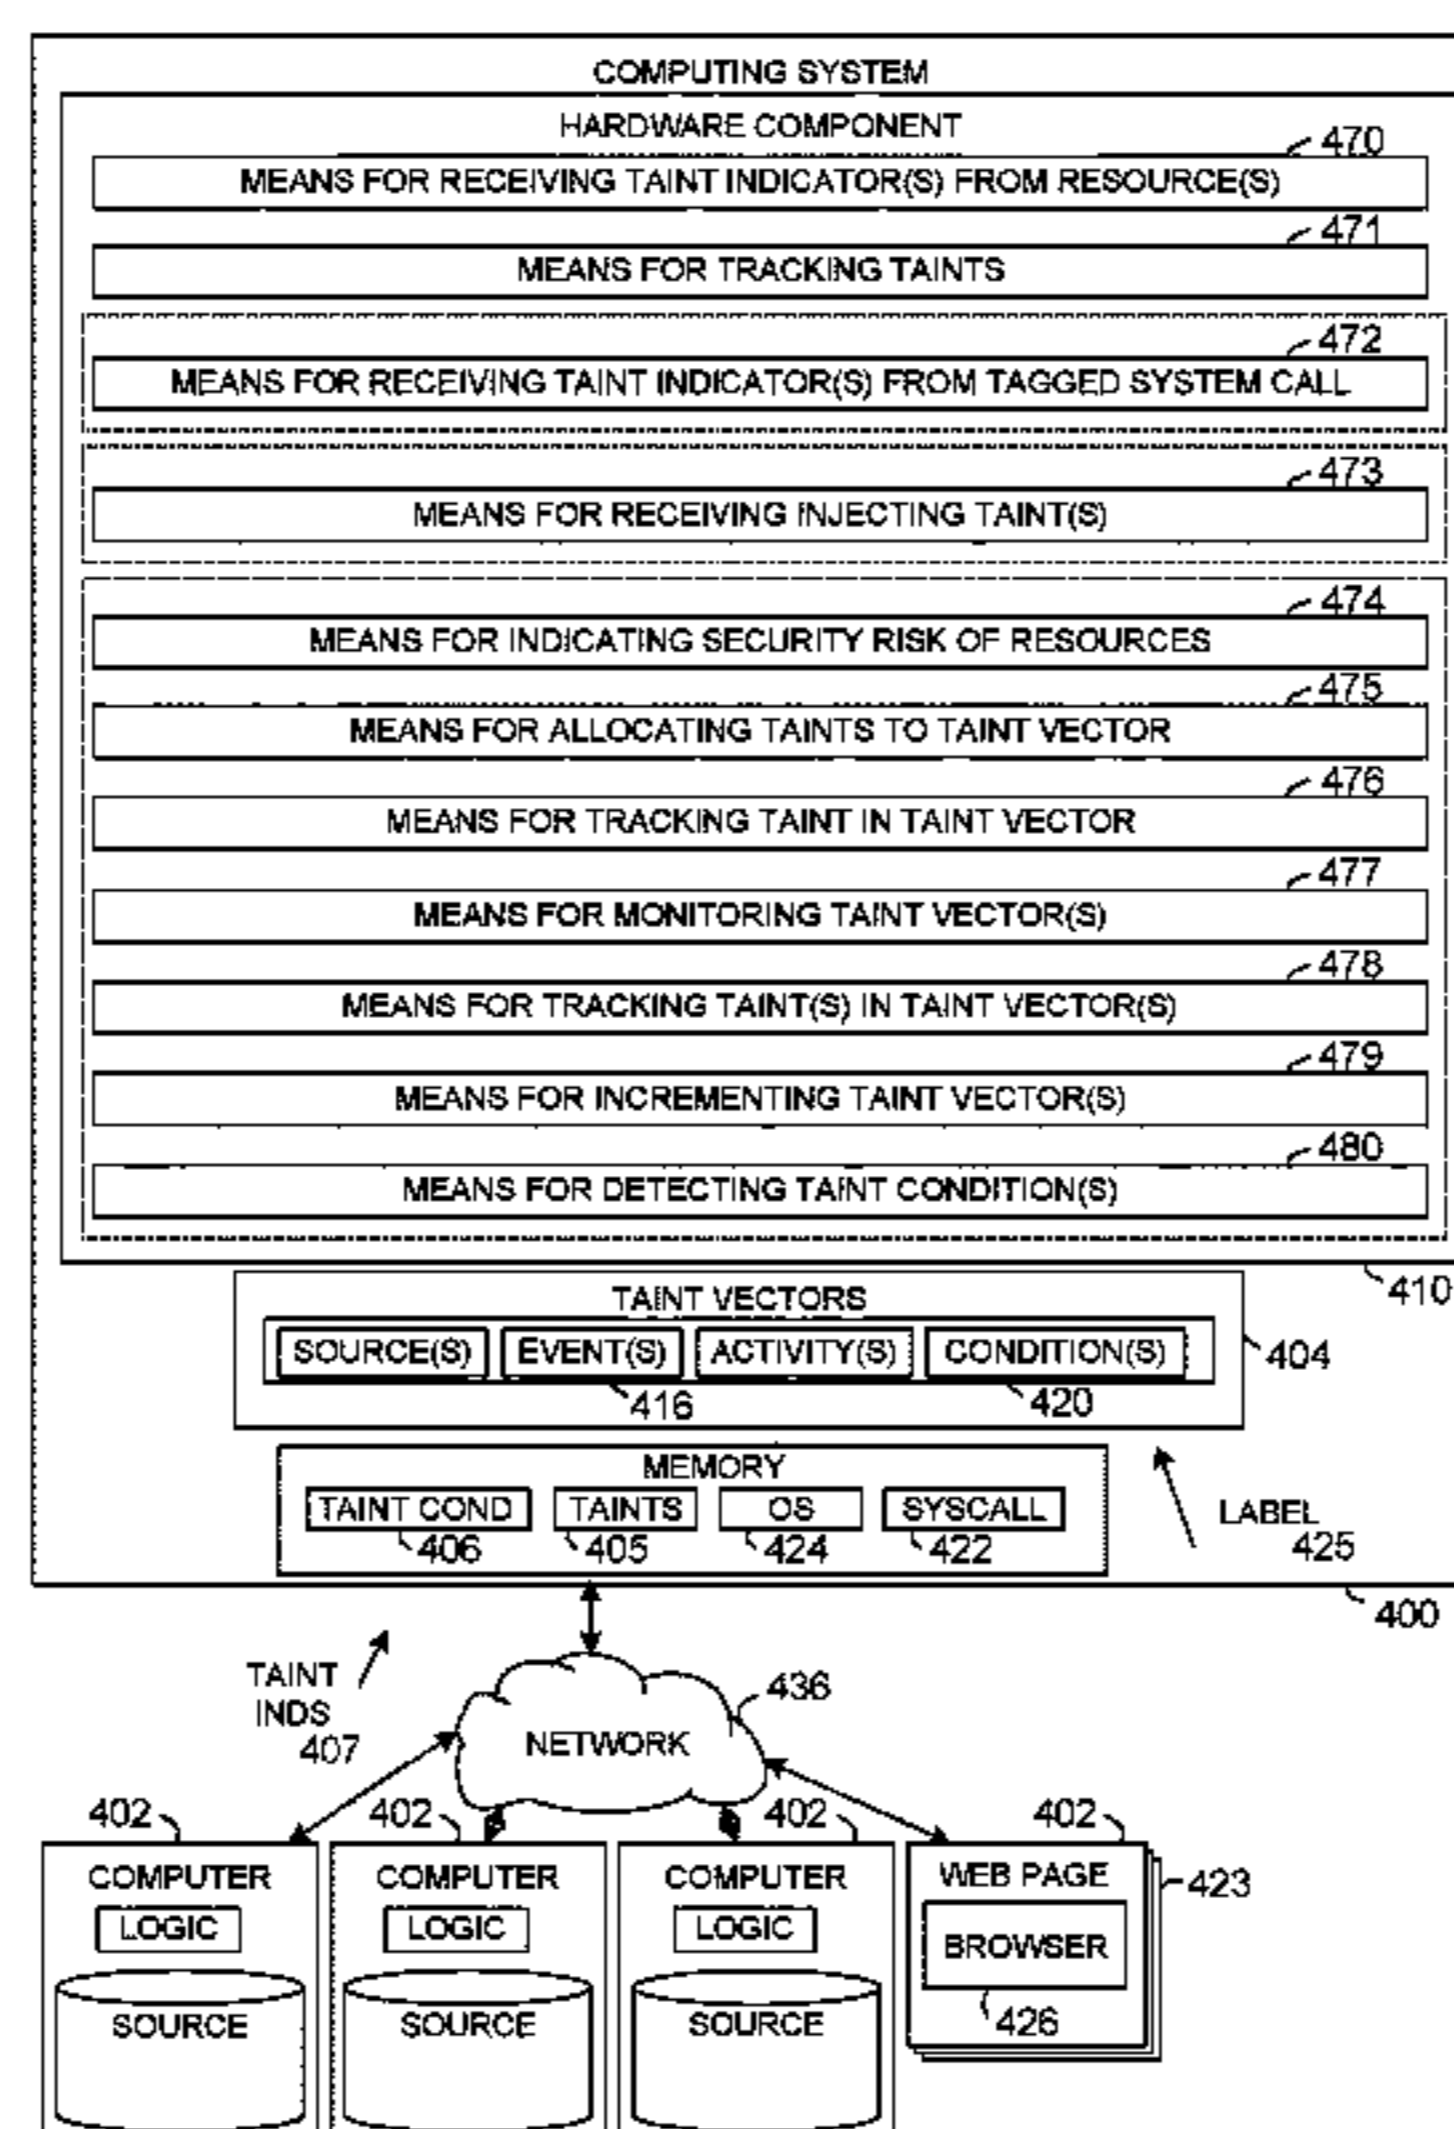 COMPUTING SYSTEM
HARDWARE COMPONENT
470
MEANS FOR RECEIVING TAINT INDICATOR(S) FROM RESOURCE(S)
471
MEANS FOR TRACKING TAINTS
472
MEANS FOR RECEIVING TAINT INDICATOR(S) FROM TAGGED SYSTEM CALL
473
MEANS FOR RECEIVING INJECTING TAINT(S)
474
MEANS FOR INDICATING SECURITY RISK OF RESOURCES
475
MEANS FOR ALLOCATING TAINTS TO TAINT VECTOR
476
MEANS FOR TRACKING TAINT IN TAINT VECTOR
477
MEANS FOR MONITORING TAINT VECTOR(S)
478
MEANS FOR TRACKING TAINT(S) IN TAINT VECTOR(S)
479
MEANS FOR INCREMENTING TAINT VECTOR(S)
480
MEANS FOR DETECTING TAINT CONDITION(S)
410
TAINT VECTORS
SOURCE(S) EVENT(S) ACTIVITY(S) CONDITION(S)
404
416 420
MEMORY
TAINT COND TAINTS OS SYSCALL
406 405 424 422
LABEL
425
400
TAINT
INDS
407
436
NETWORK
402 402 402 402
COMPUTER COMPUTER COMPUTER WEB PAGE
423
LOGIC LOGIC LOGIC
BROWSER
426
SOURCE SOURCE SOURCE